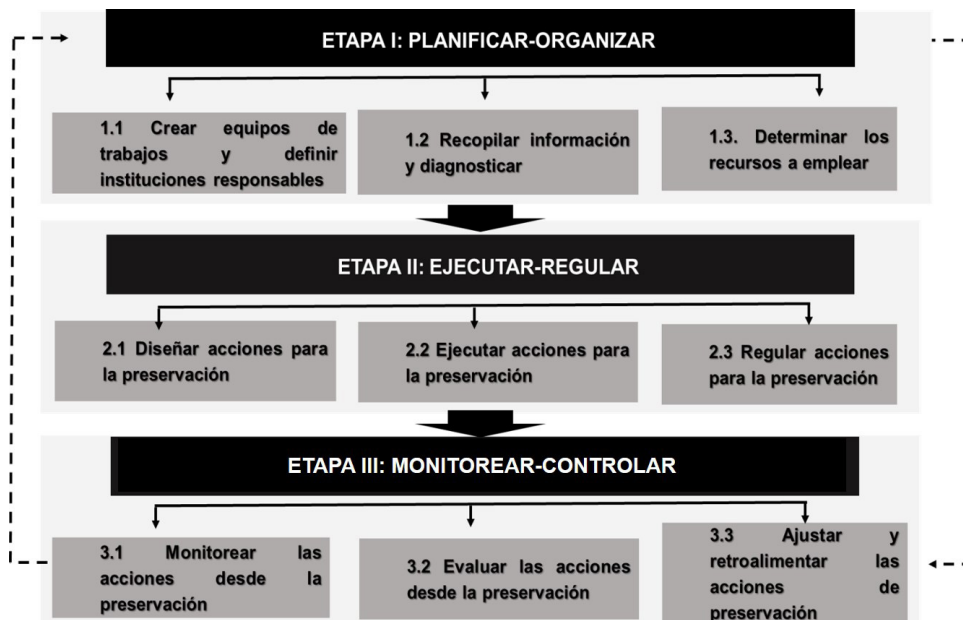 ETAPA I: PLANIFICAR-ORGANIZAR
1.1 Crear equipos de
trabajos y definir
instituciones responsables
1.2 Recopilar información
y diagnosticar
1.3. Determinar los
recursos a emplear
ETAPA II: EJECUTAR-REGULAR
2.1 Diseñar acciones para
la preservación
2.2 Ejecutar acciones para
la preservación
2.3 Regular acciones
para la preservación
ETAPA III: MONITOREAR-CONTROLAR
3.1 Monitorear las
acciones desde la
preservación
3.2 Evaluar las acciones
desde la preservación
3.3 Ajustar y
retroalimentar las
acciones de
preservación